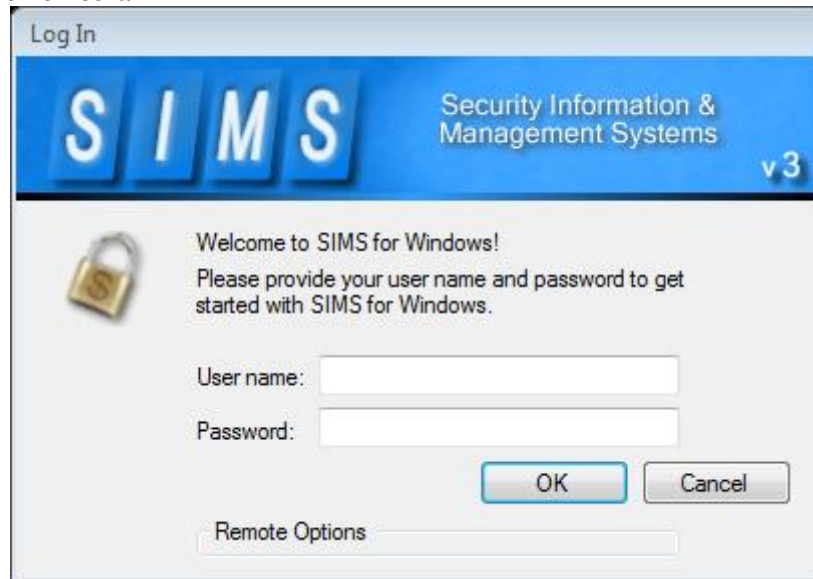 Log In
SIMS
Security Information &
Management Systems
v3
Welcome to SIMS for Windows!
Please provide your user name and password to get
started with SIMS for Windows.
User name:
Password:
OK Cancel
Remote Options